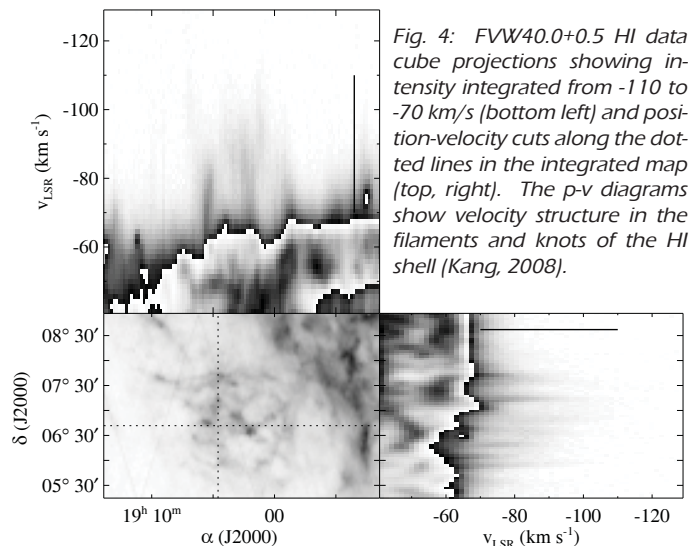 -120
-100
-80
-60
v_LSR (km s⁻¹)
Fig. 4: FVW40.0+0.5 HI data
cube projections showing in-
tensity integrated from -110 to
-70 km/s (bottom left) and posi-
tion-velocity cuts along the dot-
ted lines in the integrated map
(top, right). The p-v diagrams
show velocity structure in the
filaments and knots of the HI
shell (Kang, 2008).
08° 30′
07° 30′
06° 30′
05° 30′
δ (J2000)
19ʰ 10ᵐ 00
α (J2000)
-60 -80 -100 -120
v_LSR (km s⁻¹)